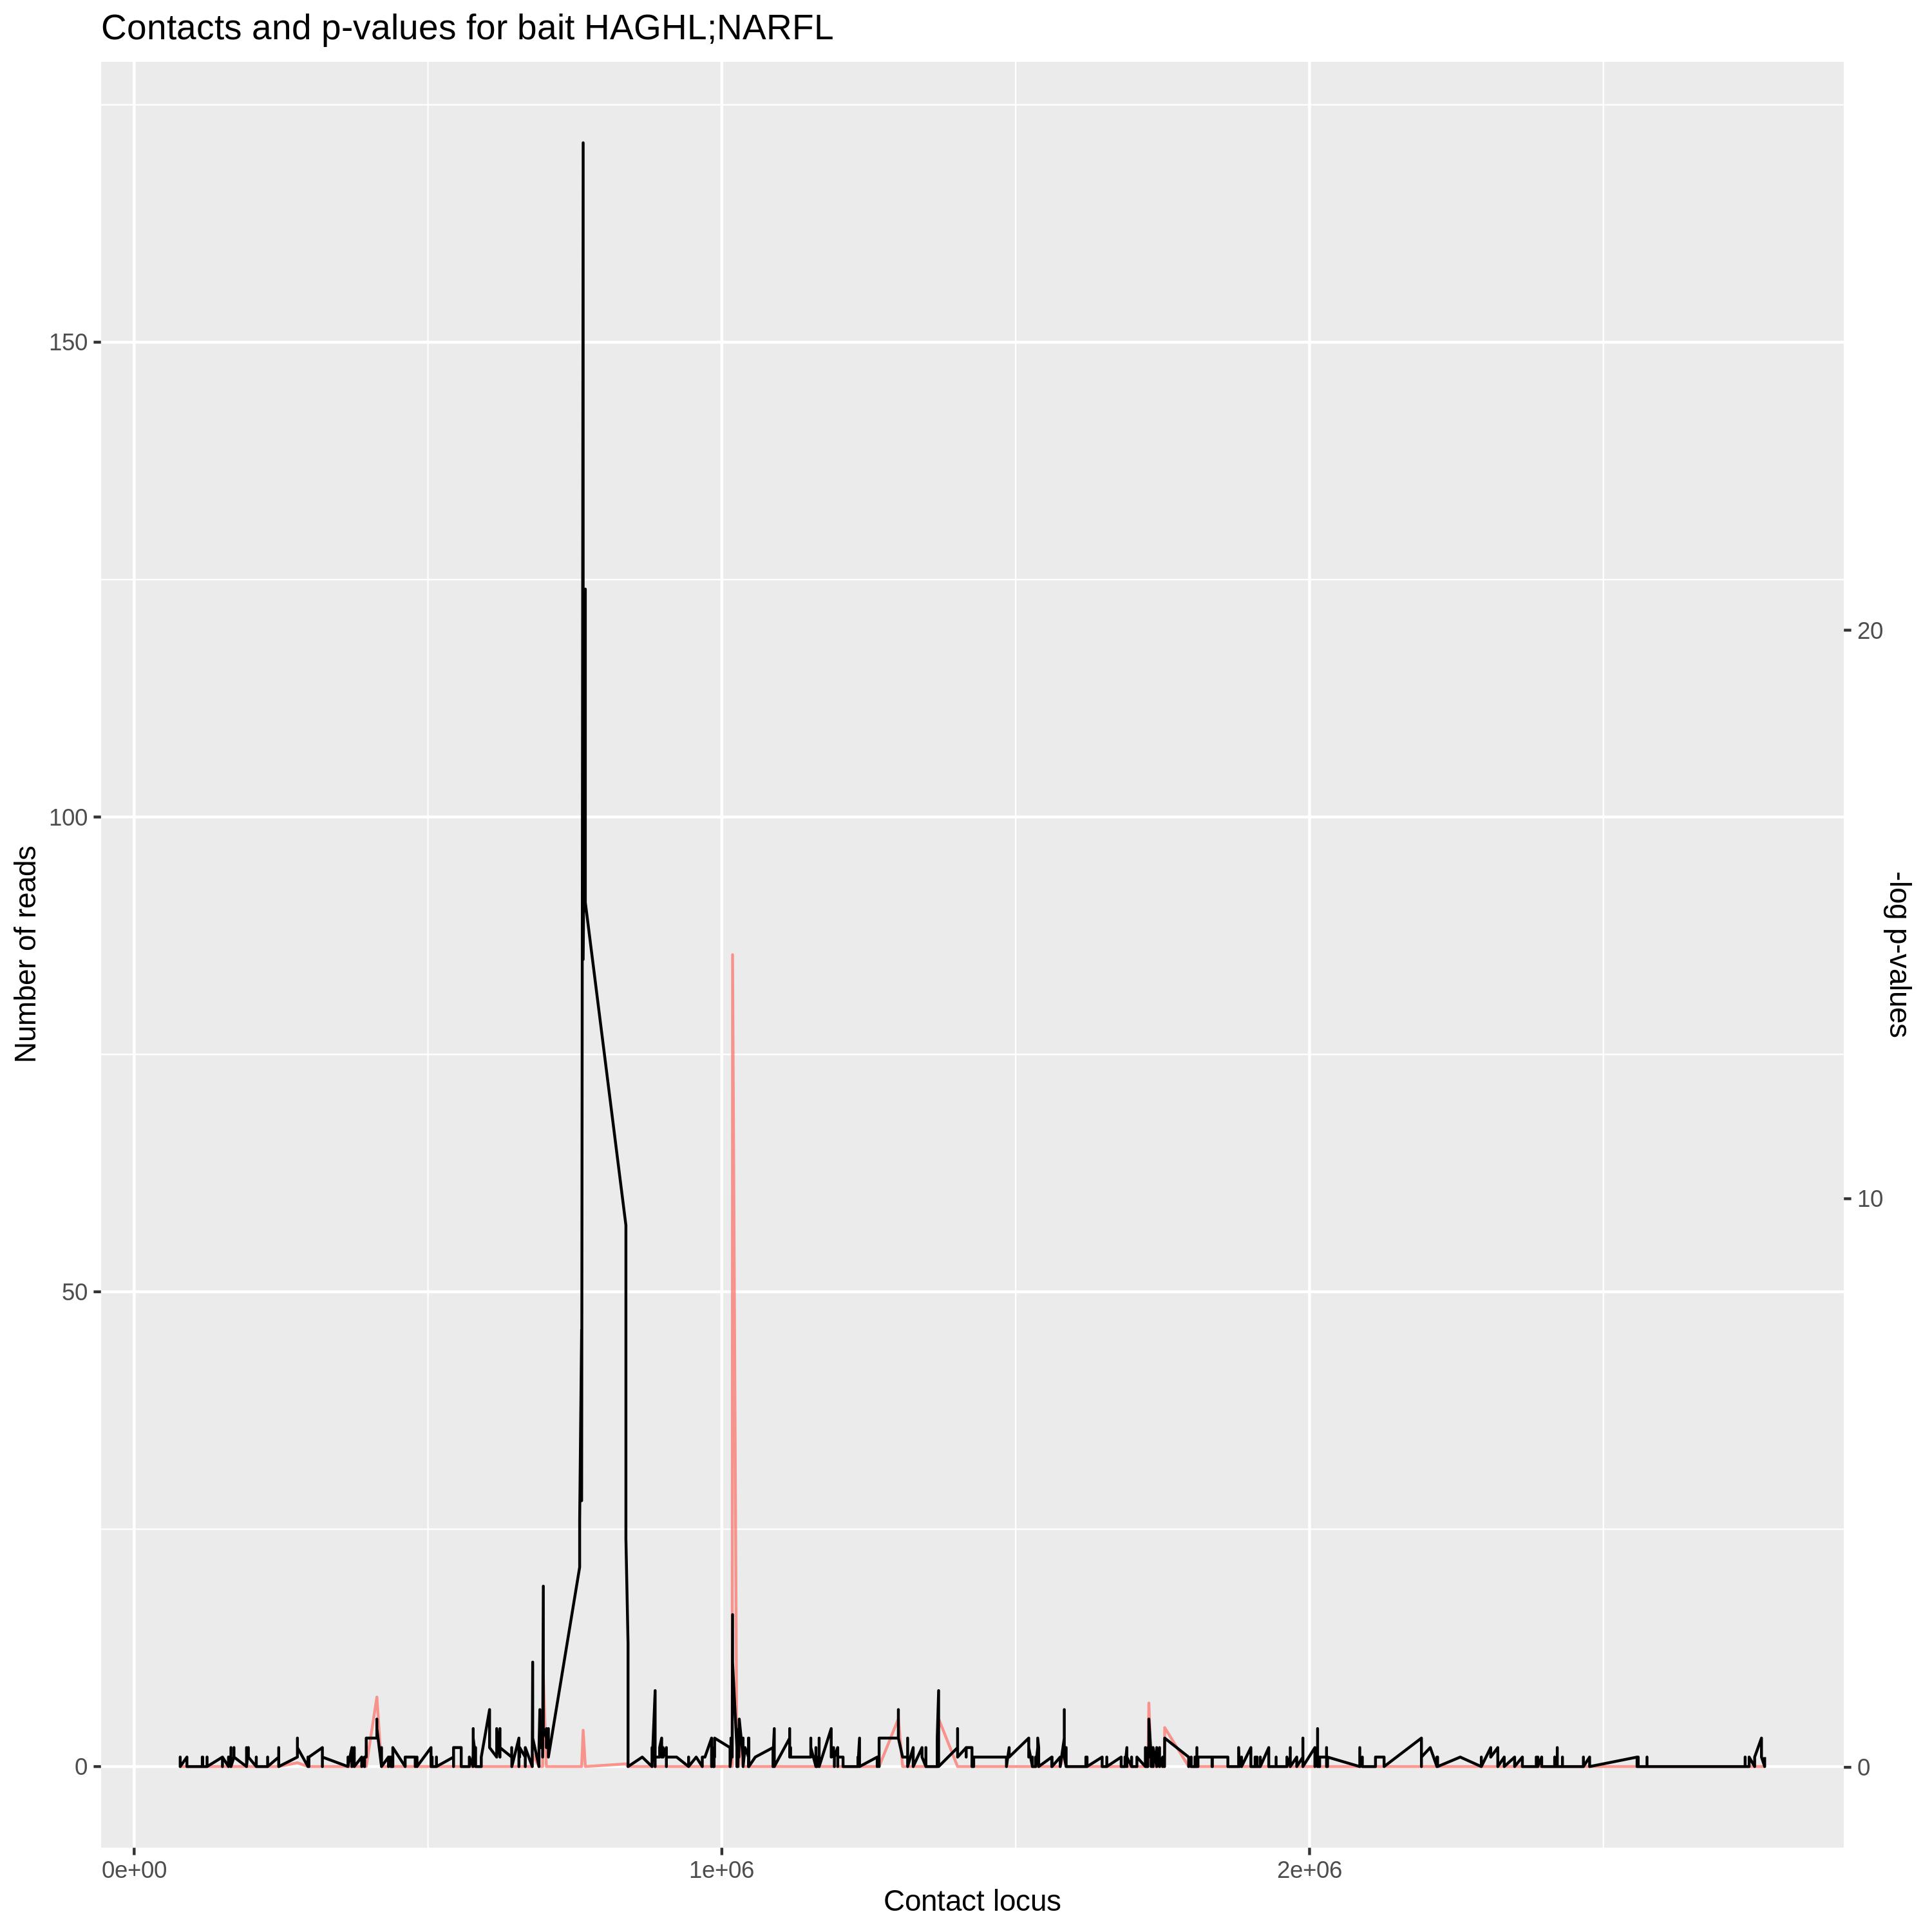 Contacts and p-values for bait HAGHL;NARFL
Number of reads
150
100
50
0
20
10
0
-log p-values
0e+00
1e+06
2e+06
Contact locus